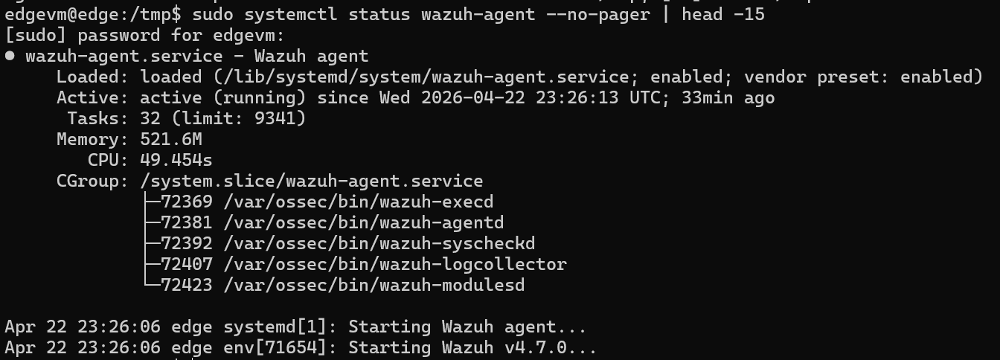 edgevm@edge:/tmp$ sudo systemctl status wazuh-agent --no-pager | head -15
[sudo] password for edgevm:
● wazuh-agent.service - Wazuh agent
     Loaded: loaded (/lib/systemd/system/wazuh-agent.service; enabled; vendor preset: enabled)
     Active: active (running) since Wed 2026-04-22 23:26:13 UTC; 33min ago
      Tasks: 32 (limit: 9341)
     Memory: 521.6M
        CPU: 49.454s
     CGroup: /system.slice/wazuh-agent.service
             ├─72369 /var/ossec/bin/wazuh-execd
             ├─72381 /var/ossec/bin/wazuh-agentd
             ├─72392 /var/ossec/bin/wazuh-syscheckd
             ├─72407 /var/ossec/bin/wazuh-logcollector
             └─72423 /var/ossec/bin/wazuh-modulesd

Apr 22 23:26:06 edge systemd[1]: Starting Wazuh agent...
Apr 22 23:26:06 edge env[71654]: Starting Wazuh v4.7.0...